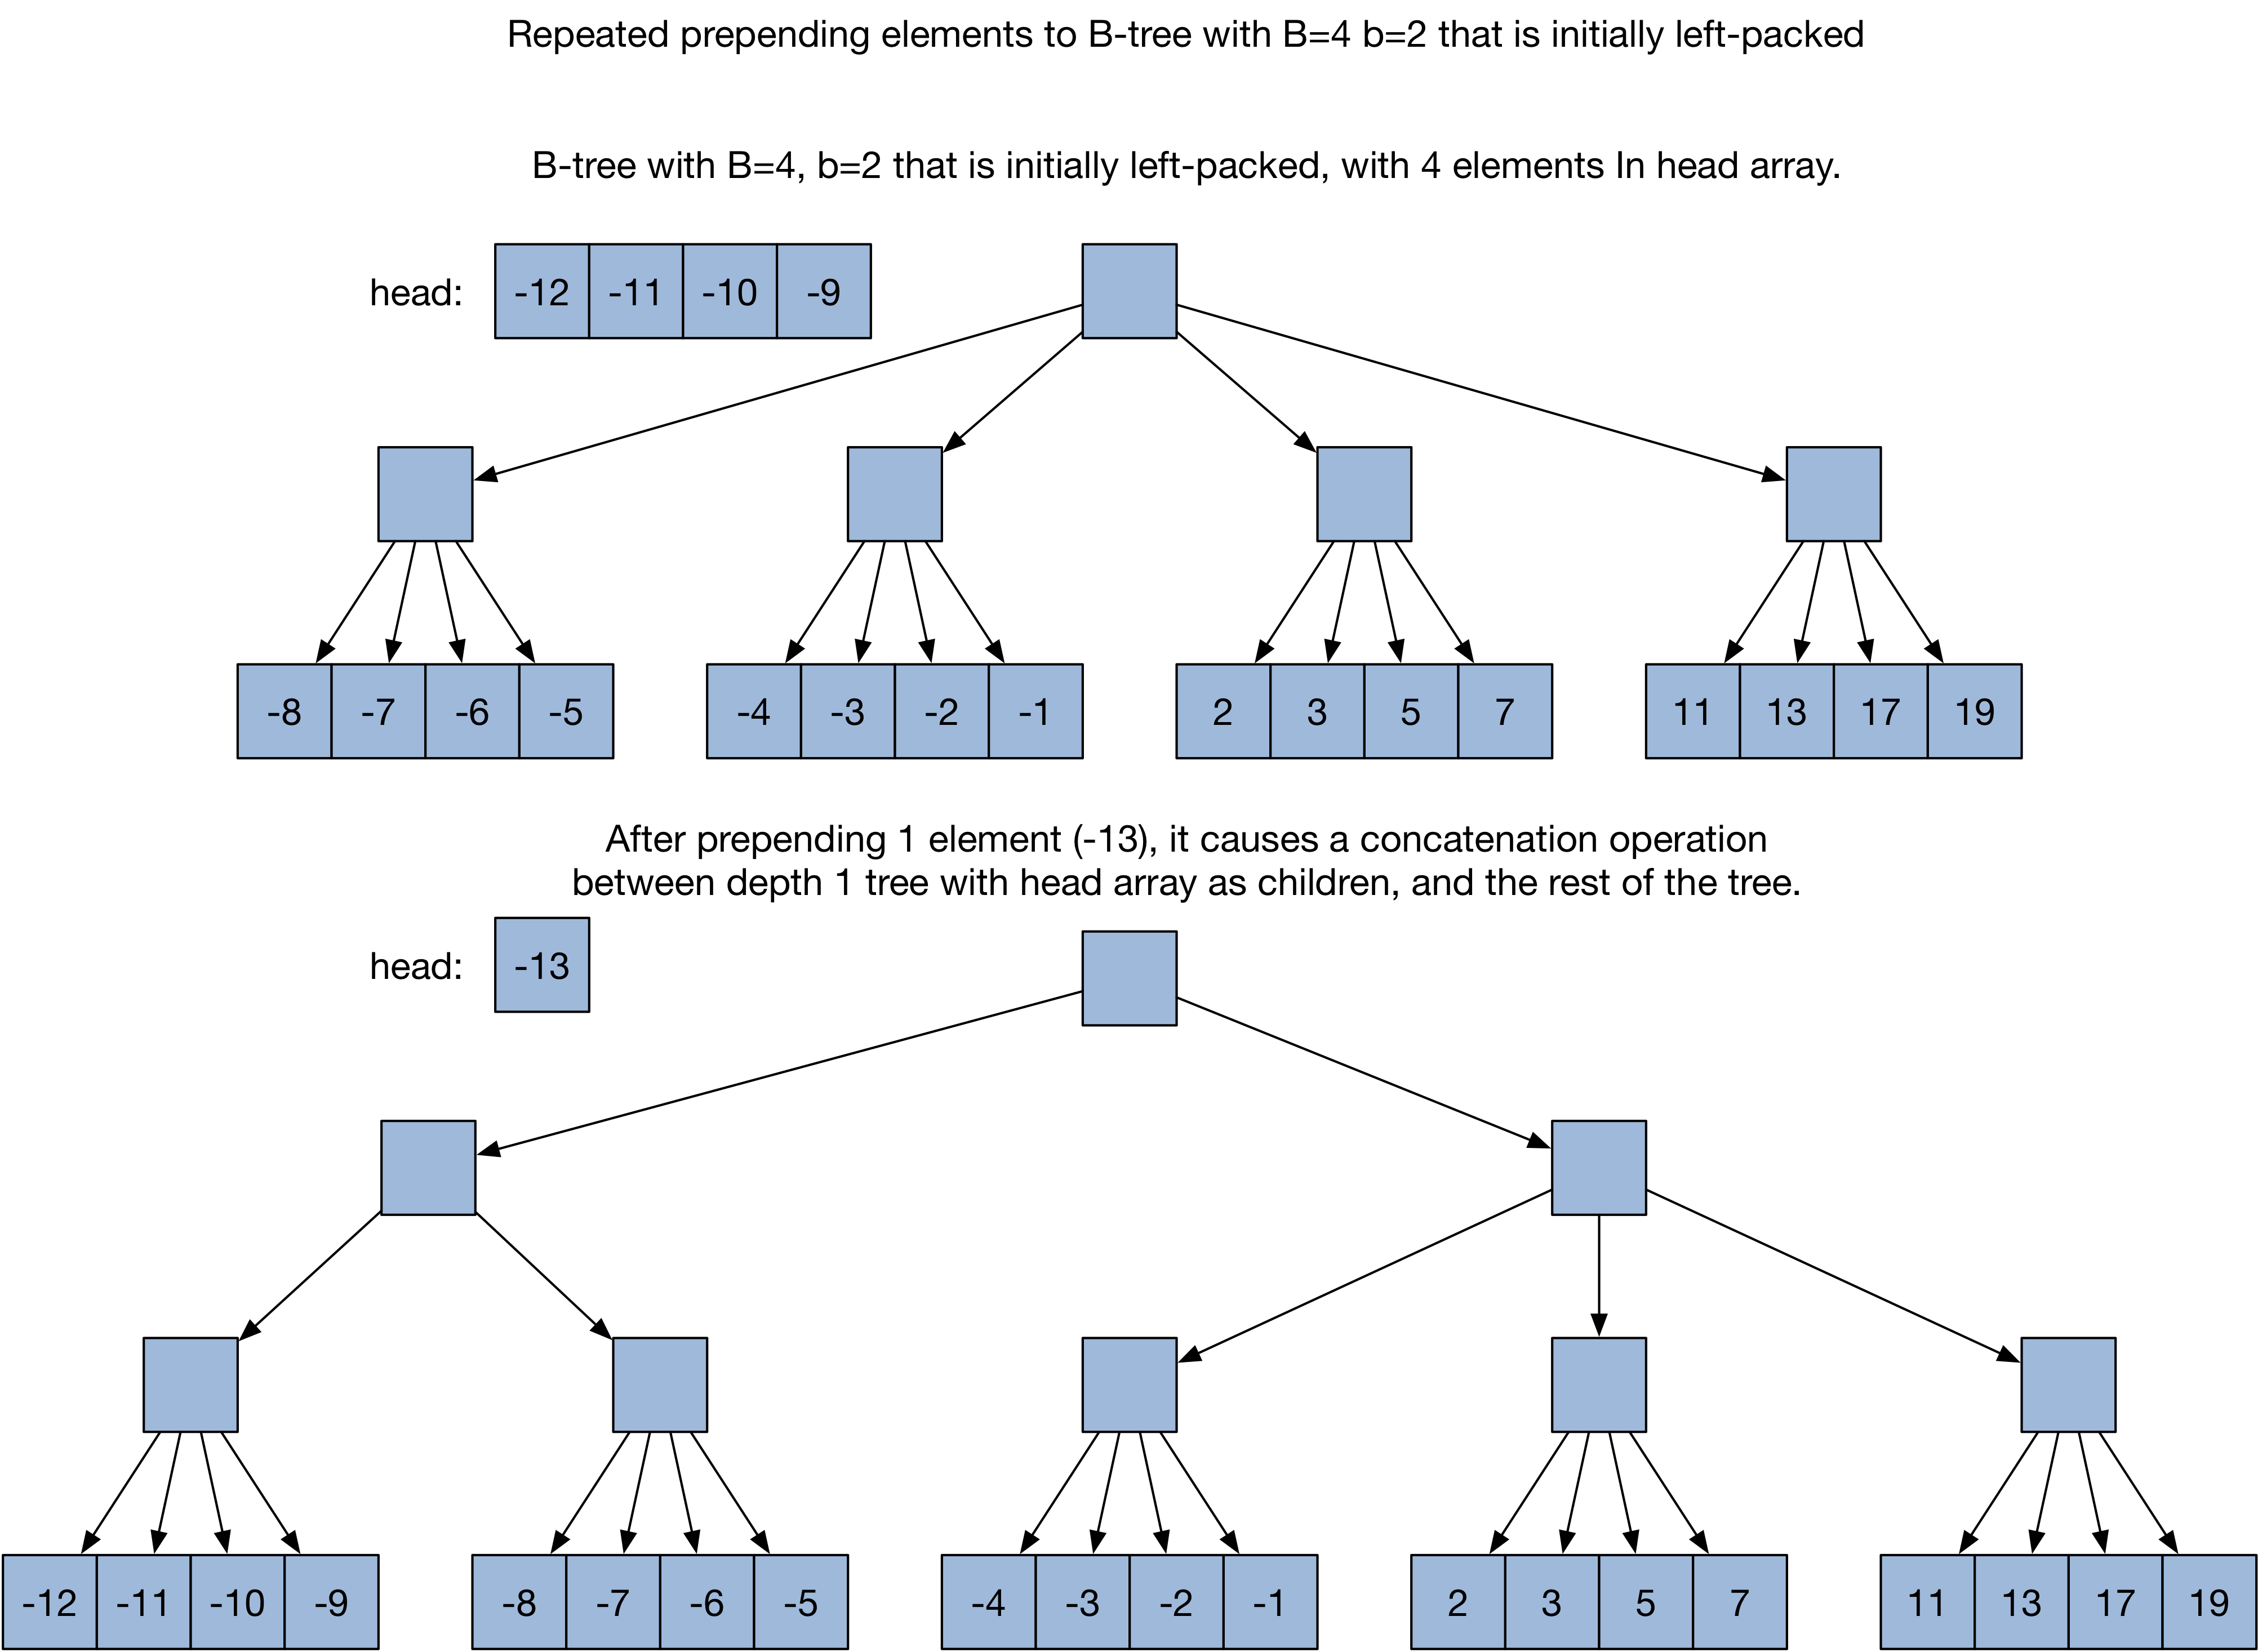 Repeated prepending elements to B-tree with B=4 b=2 that is initially left-packed
B-tree with B=4, b=2 that is initially left-packed, with 4 elements In head array.
head: -12 -11 -10 -9
-8 -7 -6 -5 -4 -3 -2 -1 2 3 5 7 11 13 17 19
After prepending 1 element (-13), it causes a concatenation operation
between depth 1 tree with head array as children, and the rest of the tree.
head: -13
-12 -11 -10 -9 -8 -7 -6 -5 -4 -3 -2 -1 2 3 5 7 11 13 17 19